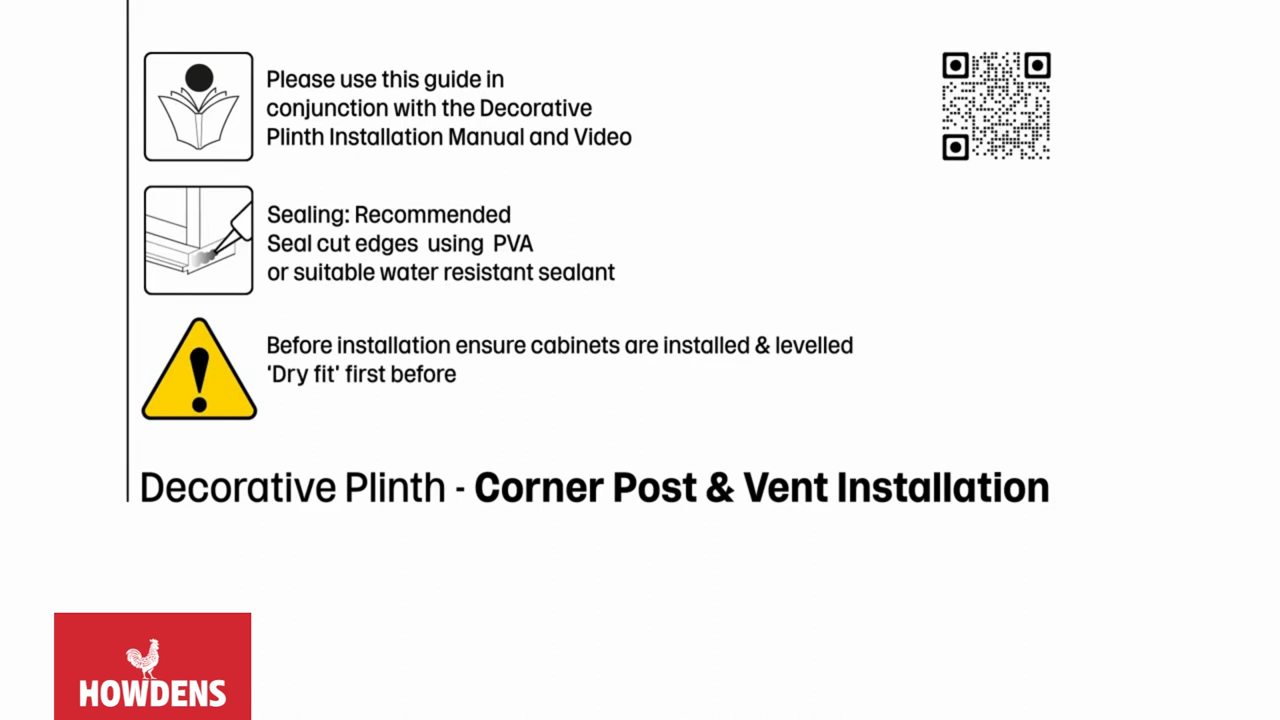 Please use this guide in
conjunction with the Decorative
Plinth Installation Manual and Video
Sealing: Recommended
Seal cut edges using PVA
or suitable water resistant sealant
Before installation ensure cabinets are installed & levelled
'Dry fit' first before
Decorative Plinth - Corner Post & Vent Installation
HOWDENS